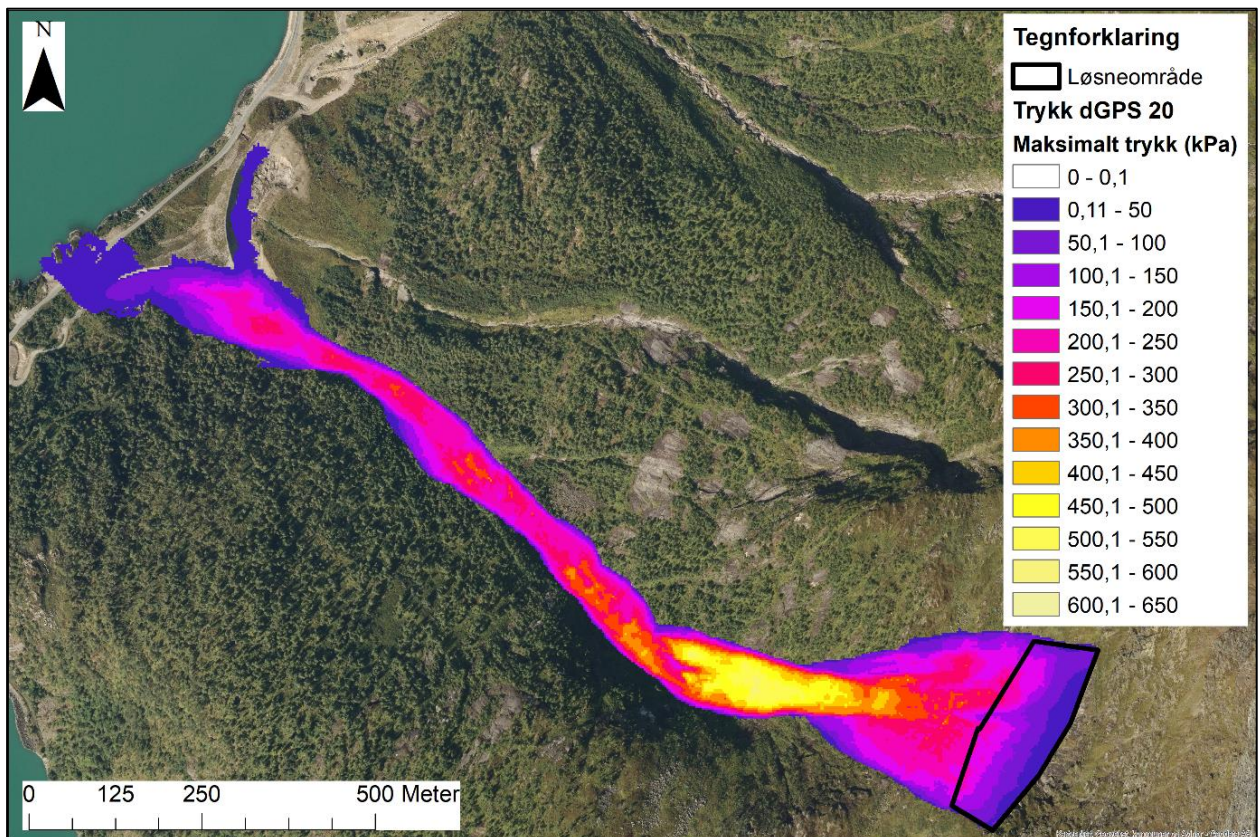 N
Tegnforklaring
Løsneområde
Trykk dGPS 20
Maksimalt trykk (kPa)
0 - 0,1
0,11 - 50
50,1 - 100
100,1 - 150
150,1 - 200
200,1 - 250
250,1 - 300
300,1 - 350
350,1 - 400
400,1 - 450
450,1 - 500
500,1 - 550
550,1 - 600
600,1 - 650
0 125 250 500 Meter